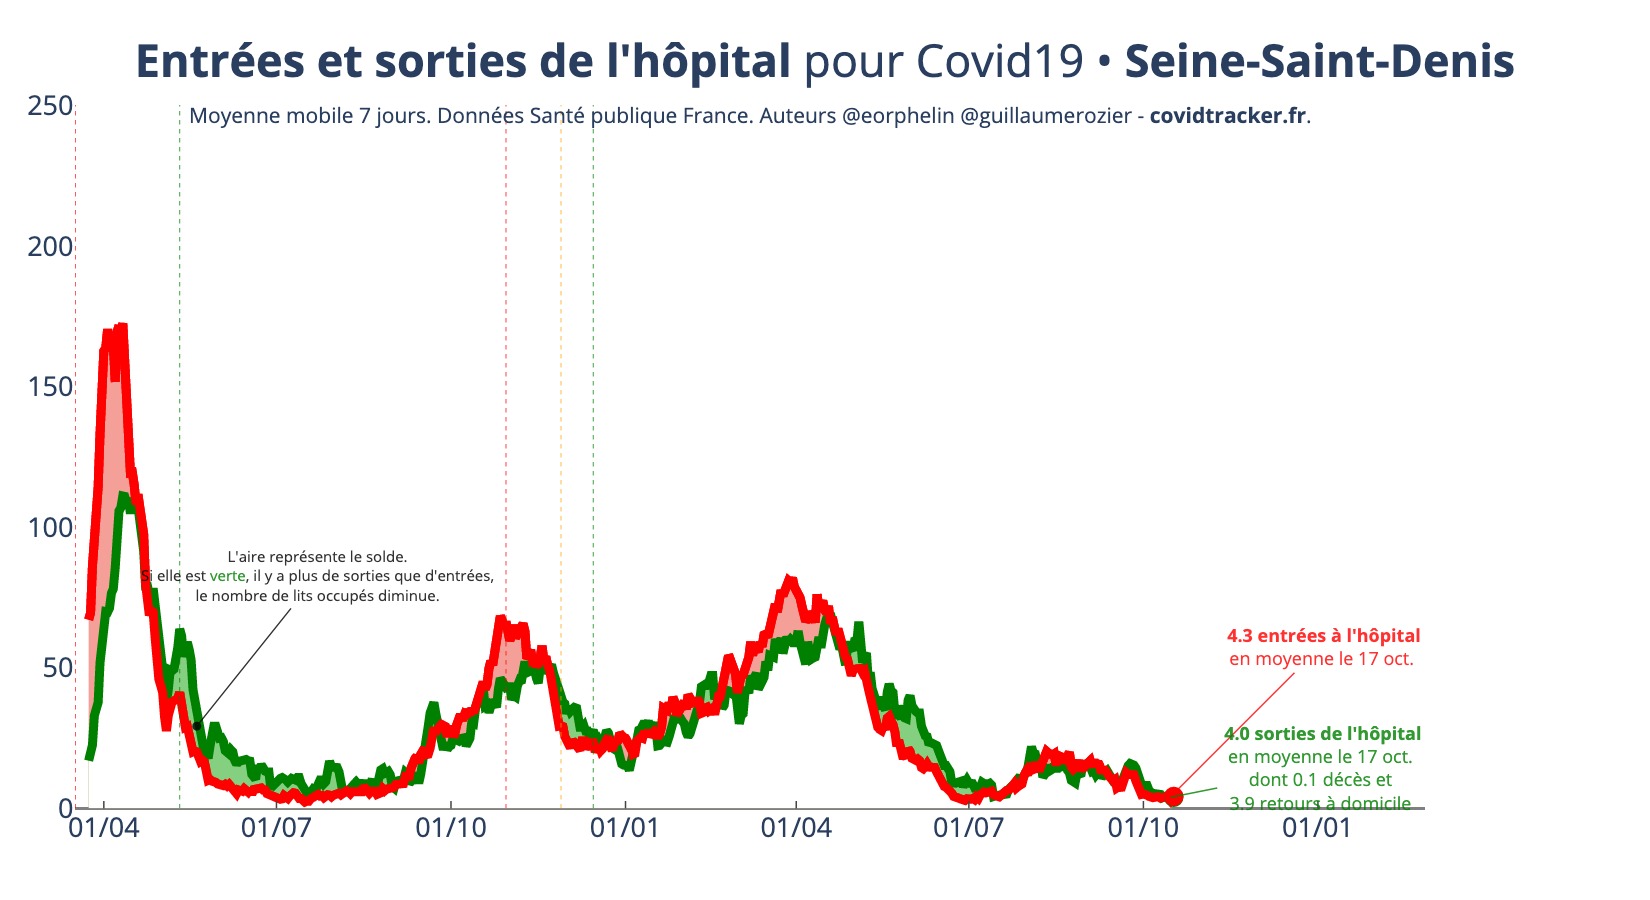 Entrées et sorties de l'hôpital pour Covid19 • Seine-Saint-Denis
Moyenne mobile 7 jours. Données Santé publique France. Auteurs @eorphelin @guillaumerozier - covidtracker.fr.
250
200
150
100
50
0
L'aire représente le solde.
Si elle est verte, il y a plus de sorties que d'entrées,
le nombre de lits occupés diminue.
4.3 entrées à l'hôpital
en moyenne le 17 oct.
4.0 sorties de l'hôpital
en moyenne le 17 oct.
dont 0.1 décès et
3.9 retours à domicile
01/04
01/07
01/10
01/01
01/04
01/07
01/10
01/01